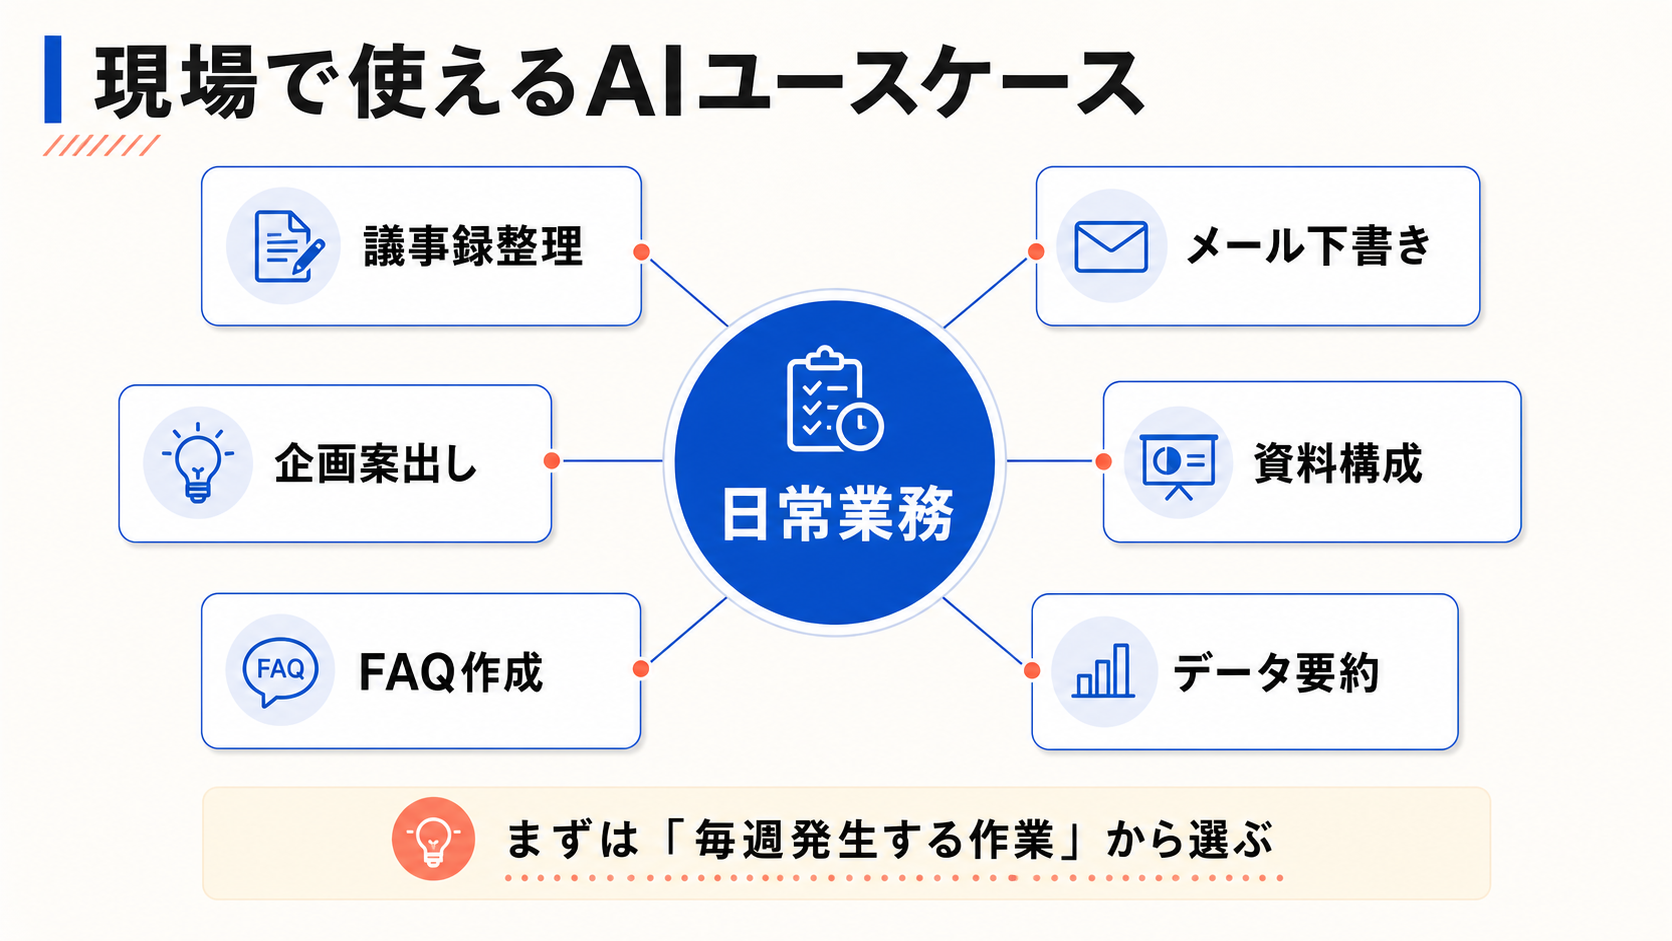 現場で使えるAIユースケース
議事録整理
メール下書き
企画案出し
日常業務
資料構成
FAQ
FAQ作成
データ要約
まずは「毎週発生する作業」から選ぶ